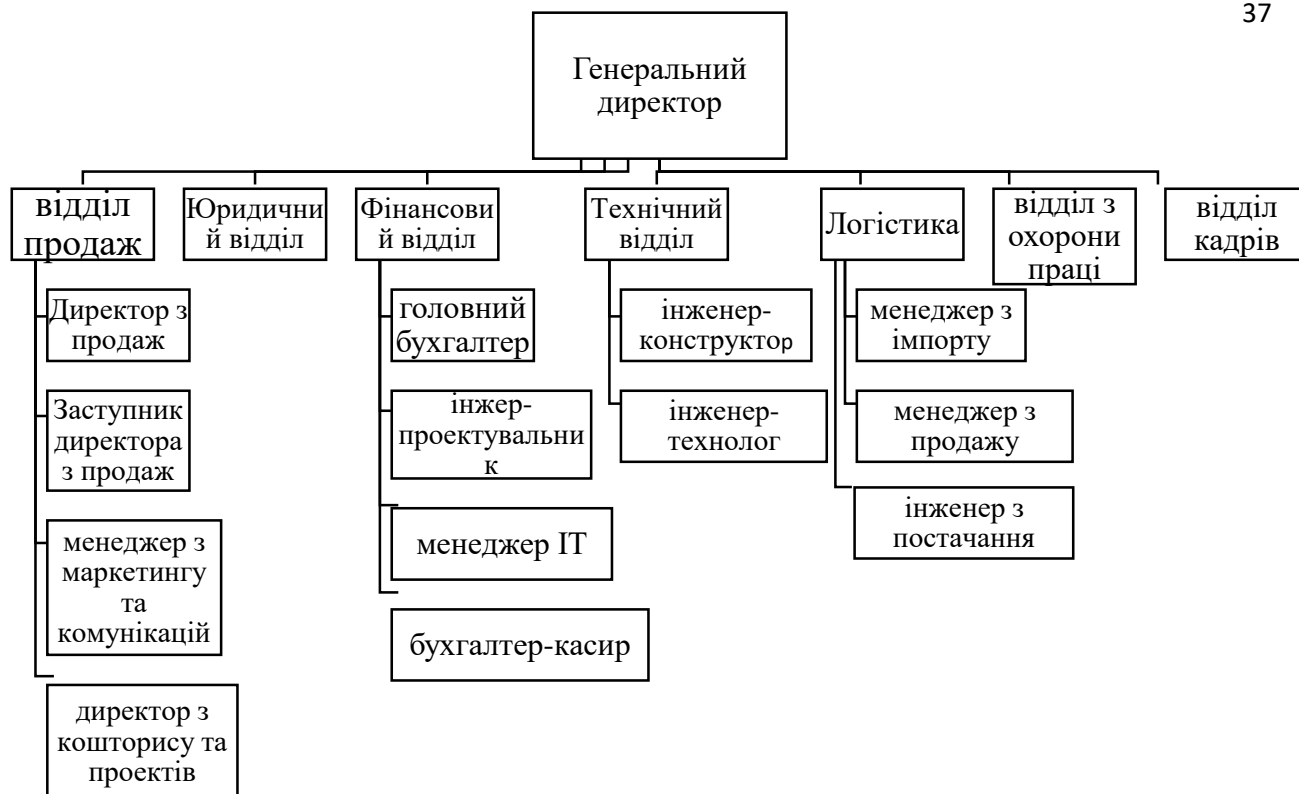 37
Генеральний
директор
відділ
продаж
Юридични
й відділ
Фінансови
й відділ
Технічний
відділ
Логістика
відділ з
охорони
праці
відділ
кадрів
Директор з
продаж
Заступник
директора
з продаж
менеджер з
маркетингу
та
комунікацій
директор з
кошторису та
проектів
головний
бухгалтер
інжер-
проектувальни
к
менеджер ІТ
бухгалтер-касир
інженер-
конструктор
інженер-
технолог
менеджер з
імпорту
менеджер з
продажу
інженер з
постачання